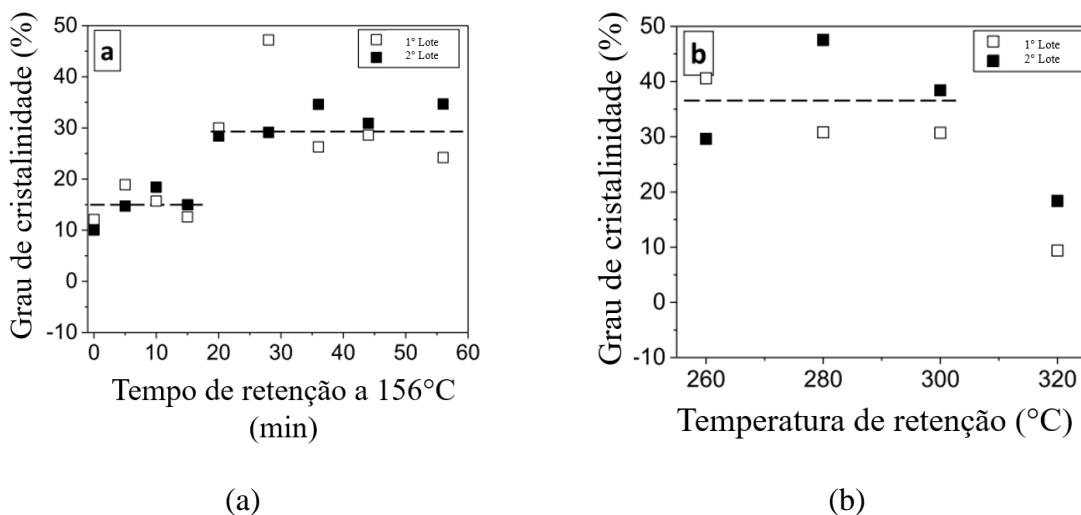 Grau de cristalinidade (%)
50
40
30
20
10
0
-10
a
1° Lote
2° Lote
0 10 20 30 40 50 60
Tempo de retenção a 156°C
(min)
(a)
Grau de cristalinidade (%)
50
40
30
20
10
0
-10
b
1° Lote
2° Lote
260 280 300 320
Temperatura de retenção (°C)
(b)